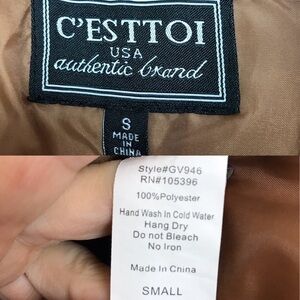 C'ESTTOI
USA
authentic brand
S
MADE
IN
CHINA
Style#GV946
RN#105396
100%Polyester
Hand Wash In Cold Water
Hang Dry
Do not Bleach
No Iron
Made In China
SMALL